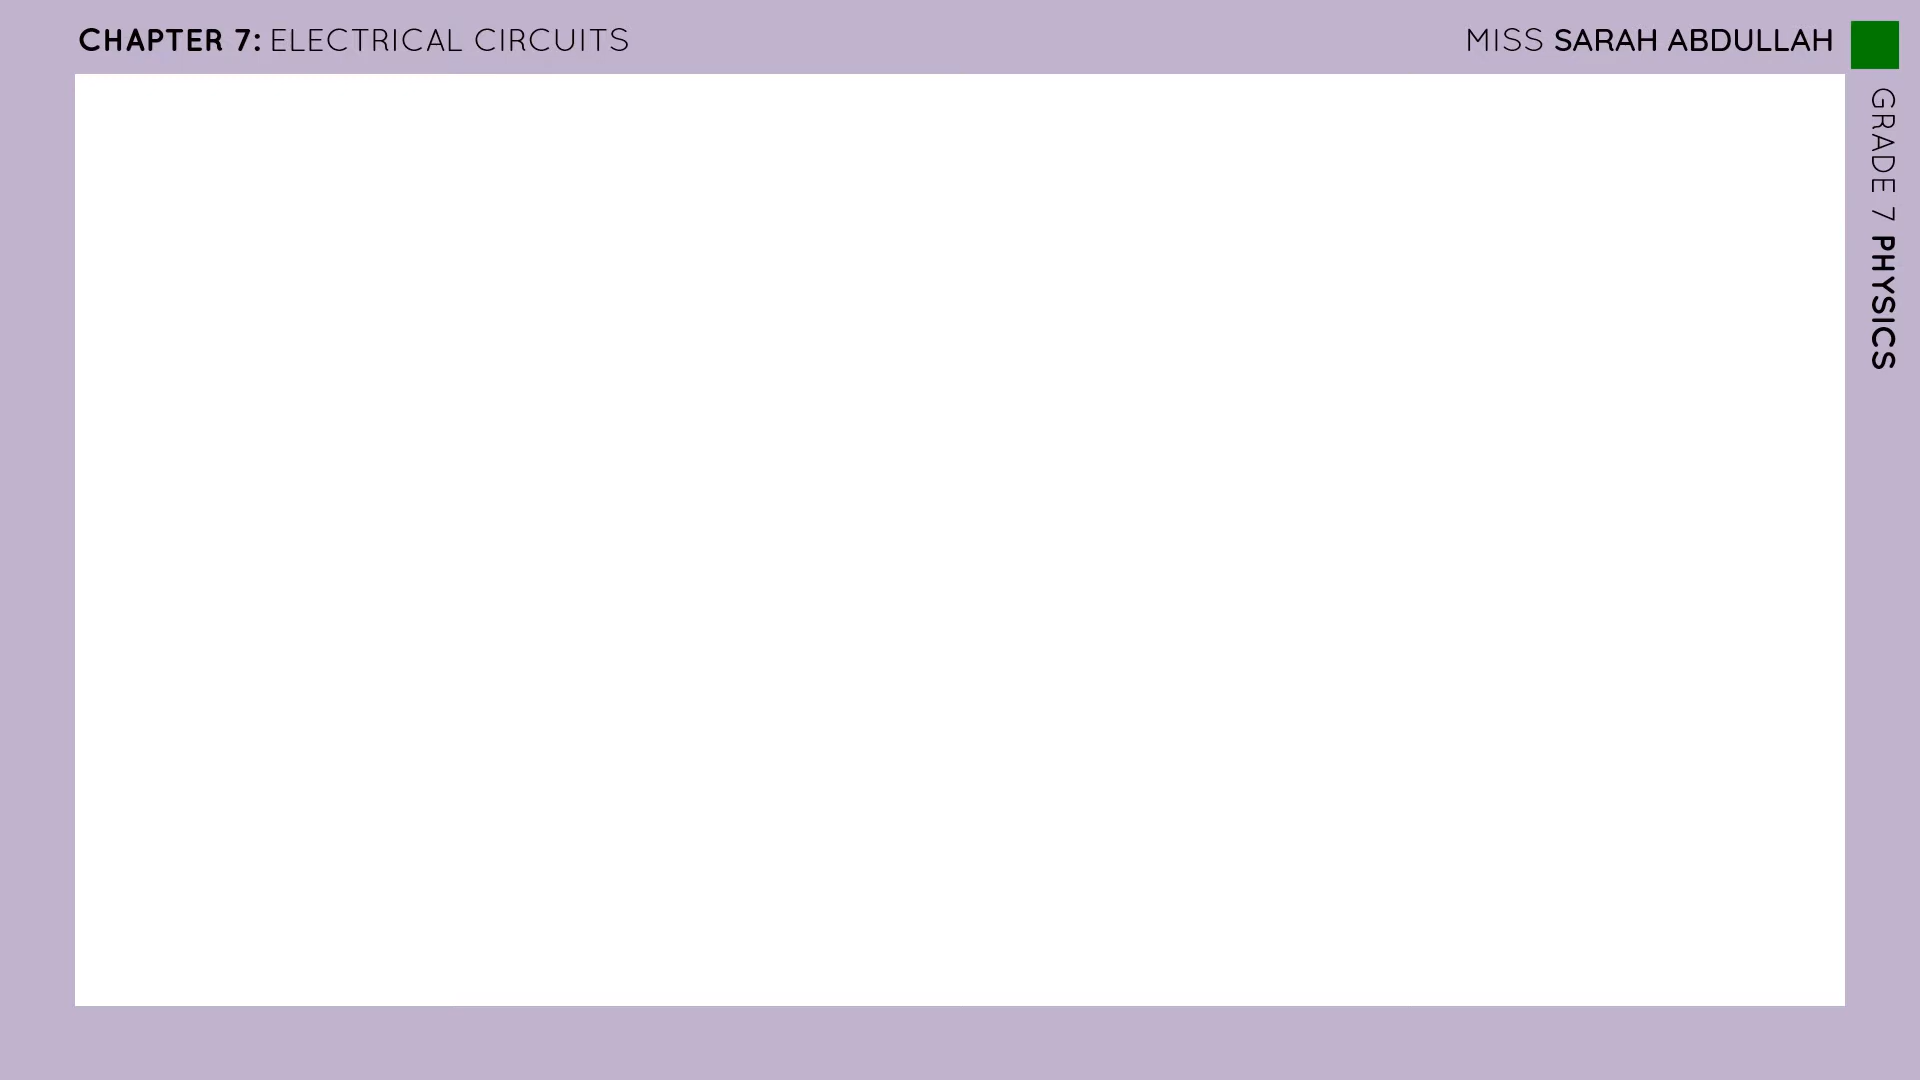 CHAPTER 7: ELECTRICAL CIRCUITS
MISS SARAH ABDULLAH
GRADE 7 PHYSICS